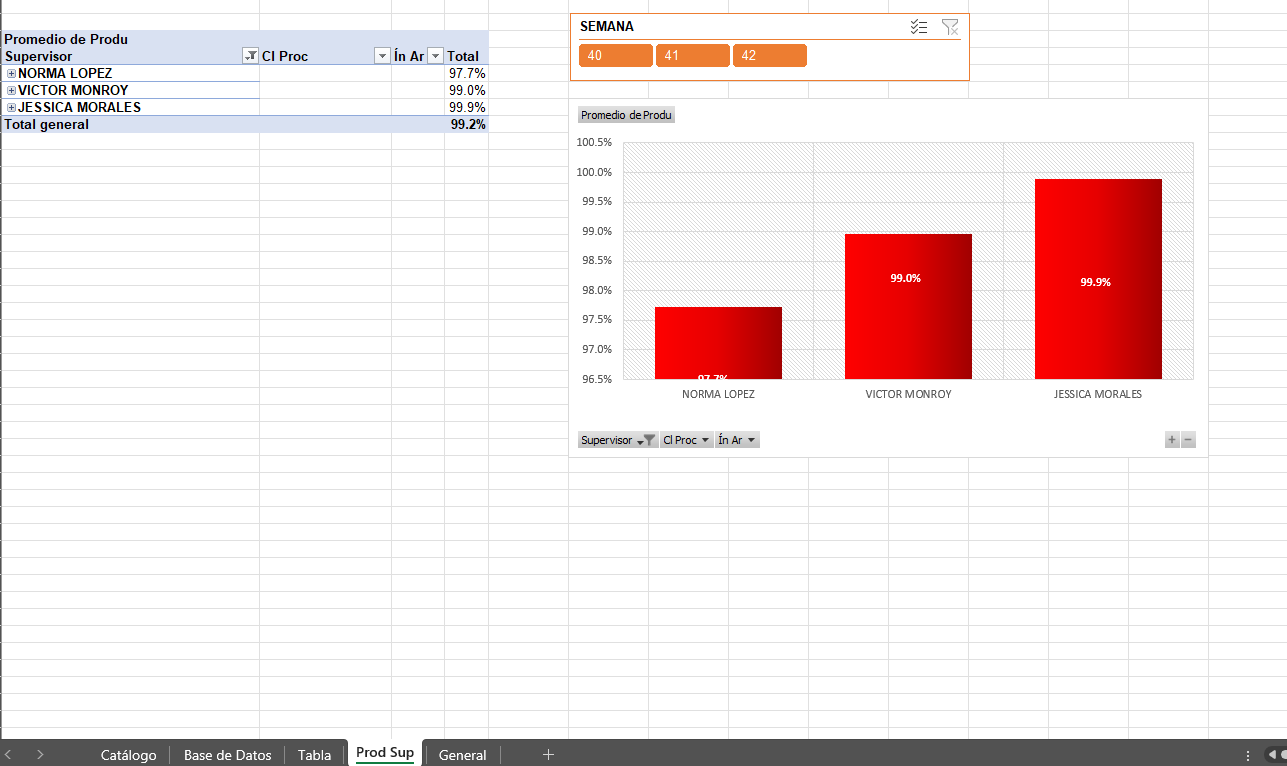 Promedio de Produ
Supervisor Cl Proc Ín Ar Total
NORMA LOPEZ 97.7%
VICTOR MONROY 99.0%
JESSICA MORALES 99.9%
Total general 99.2%
SEMANA
40 41 42
Promedio de Produ
100.5%
100.0%
99.5%
99.0%
98.5%
98.0%
97.5%
97.0%
96.5%
99.0%
99.9%
97.7%
NORMA LOPEZ VICTOR MONROY JESSICA MORALES
Supervisor Cl Proc Ín Ar
Catálogo Base de Datos Tabla Prod Sup General